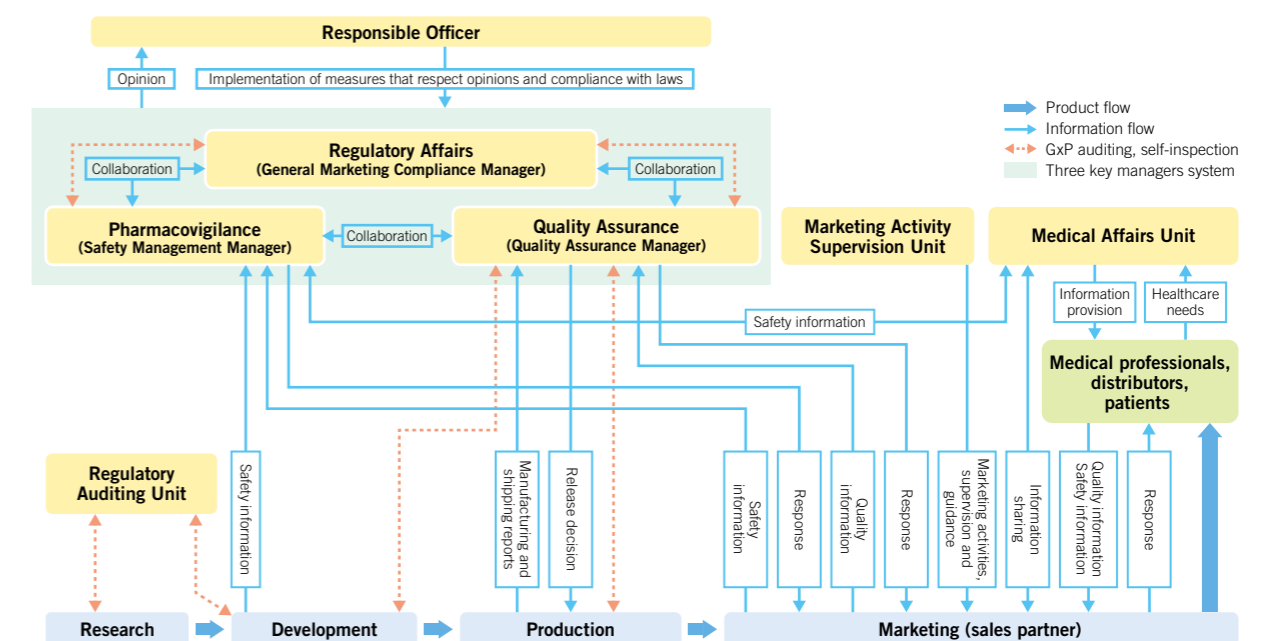 Responsible Officer
Opinion
Implementation of measures that respect opinions and compliance with laws
Product flow
Information flow
GxP auditing, self-inspection
Three key managers system
Regulatory Affairs
(General Marketing Compliance Manager)
Collaboration
Collaboration
Pharmacovigilance
(Safety Management Manager)
Collaboration
Quality Assurance
(Quality Assurance Manager)
Marketing Activity
Supervision Unit
Medical Affairs Unit
Information
provision
Healthcare
needs
Safety information
Medical professionals,
distributors,
patients
Regulatory
Auditing Unit
Safety information
Manufacturing and
shipping reports
Release decision
Safety
information
Response
Quality
information
Response
Marketing activities,
supervision and
guidance
Information
sharing
Quality information
Safety information
Response
Research
Development
Production
Marketing (sales partner)